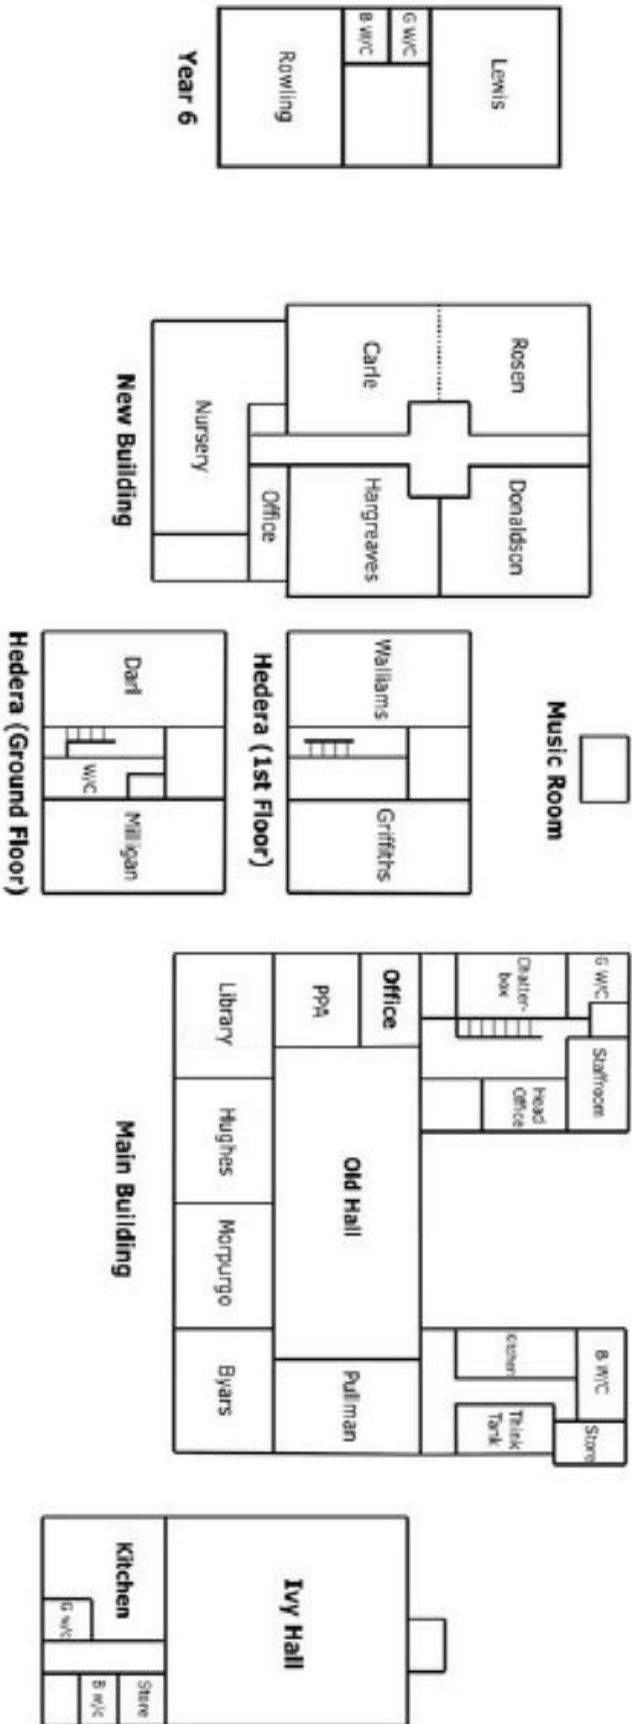 Lewis
G W/C
B W/C
Rowling
Year 6
Rosen
Carle
Donaldson
Hargreaves
Office
Nursery
New Building
Music Room
Walliams
Griffiths
Hedera (1st Floor)
Darl
W/C
Milligan
Hedera (Ground Floor)
G W/C
Staffroom
Chatter-
box
Head
Office
Office
PPA
Library
Hughes
Old Hall
Morpurgo
Byars
Pullman
B W/C
Store
Kitchen
Think
Tank
Main Building
Ivy Hall
Kitchen
G w/c
Store
B w/c